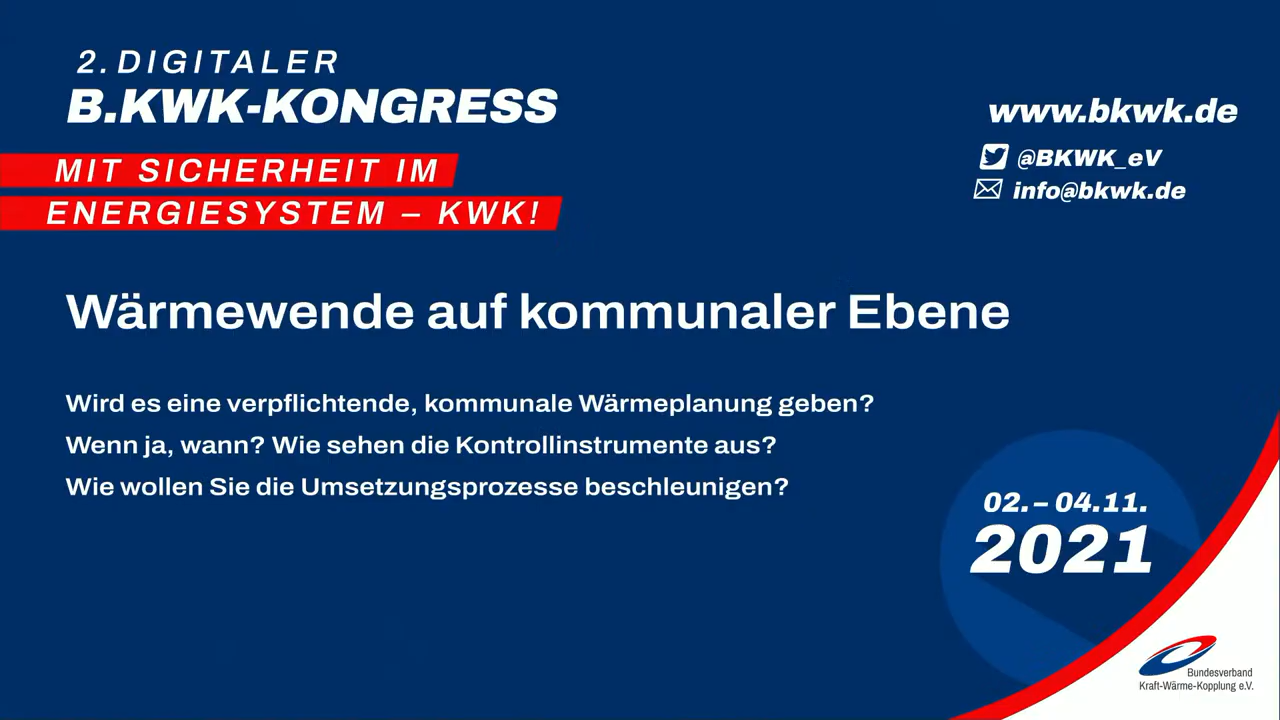 2. DIGITALER
B.KWK-KONGRESS
MIT SICHERHEIT IM
ENERGIESYSTEM – KWK!
www.bkwk.de
@BKWK_eV
info@bkwk.de
Wärmewende auf kommunaler Ebene
Wird es eine verpflichtende, kommunale Wärmeplanung geben?
Wenn ja, wann? Wie sehen die Kontrollinstrumente aus?
Wie wollen Sie die Umsetzungsprozesse beschleunigen?
02. – 04.11.
2021
Bundesverband
Kraft-Wärme-Kopplung e.V.